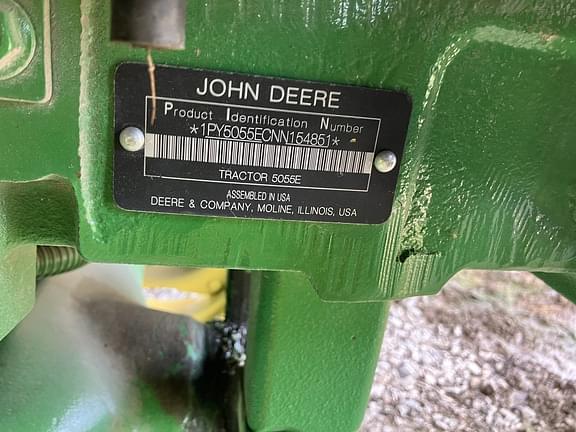 JOHN DEERE
Product Identification Number
*1PY5055ECNN154851*
TRACTOR 5055E
ASSEMBLED IN USA
DEERE & COMPANY, MOLINE, ILLINOIS, USA